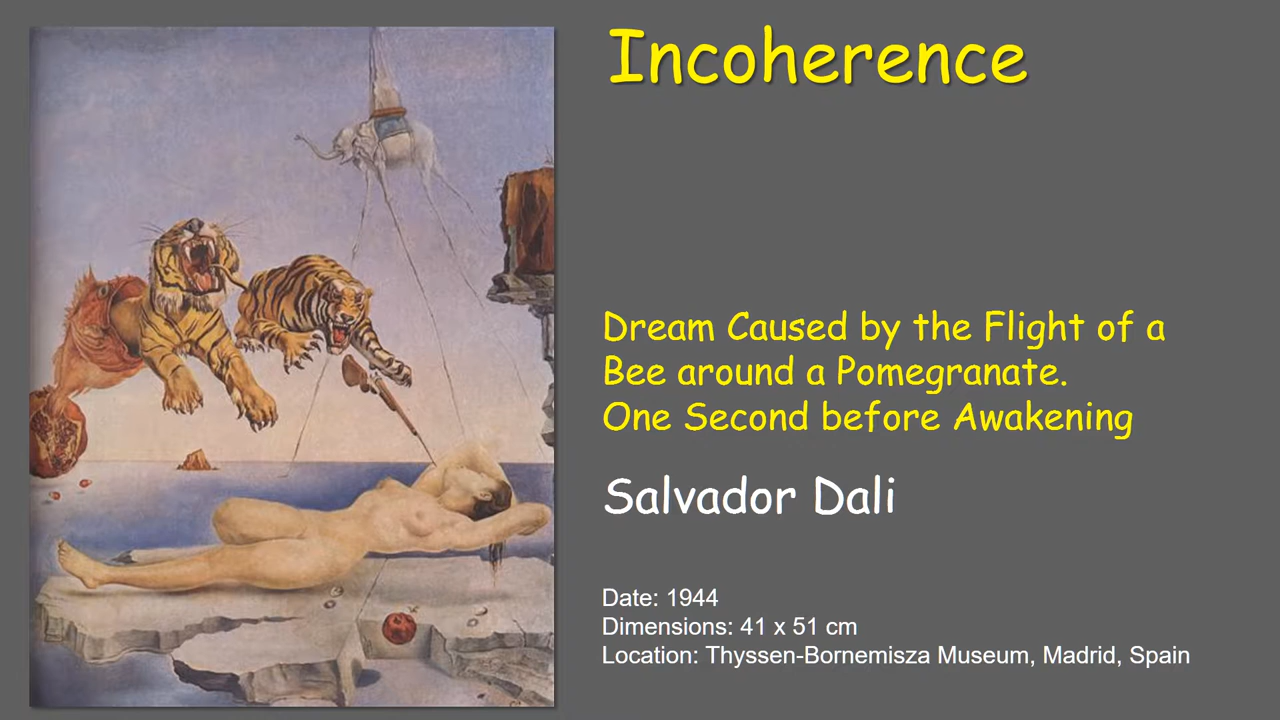 Incoherence
Dream Caused by the Flight of a
Bee around a Pomegranate.
One Second before Awakening
Salvador Dali
Date: 1944
Dimensions: 41 x 51 cm
Location: Thyssen-Bornemisza Museum, Madrid, Spain